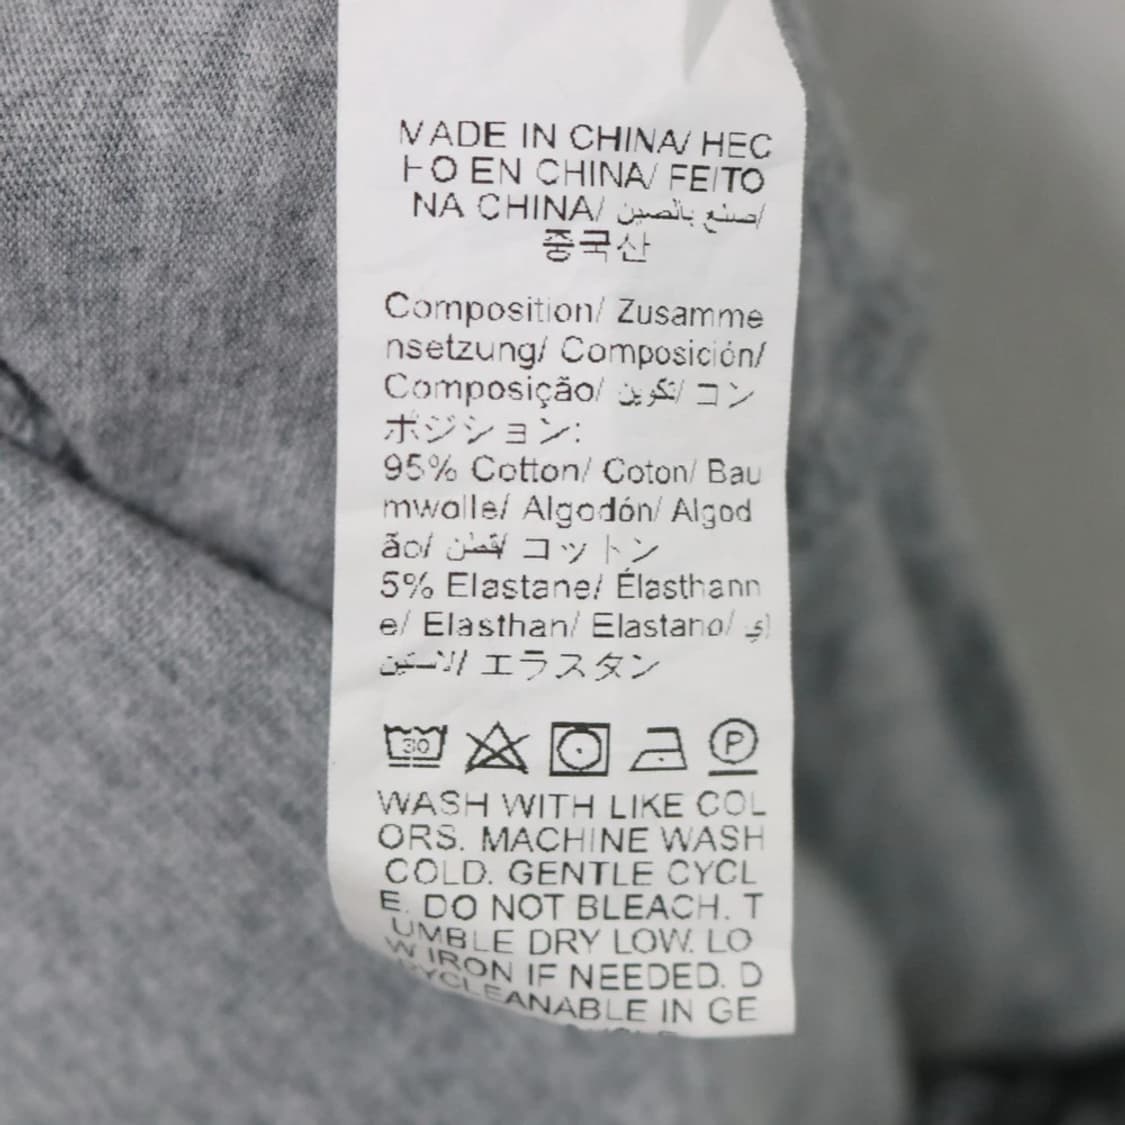 MADE IN CHINA/ HEC
HO EN CHINA/ FEITO
NA CHINA/ صنع بالصين/
중국산
Composition/ Zusamme
nsetzung/ Composición/
Composição/ تكوين/ コン
ポジション:
95% Cotton/ Coton/ Bau
mwolle/ Algodón/ Algod
ão/ قطن/ コットン
5% Elastane/ Élasthann
e/ Elasthan/ Elastano/
エラスタン
30
P
WASH WITH LIKE COL
ORS. MACHINE WASH
COLD. GENTLE CYCL
E. DO NOT BLEACH. T
UMBLE DRY LOW. LO
W IRON IF NEEDED. D
RYCLEANABLE IN GE